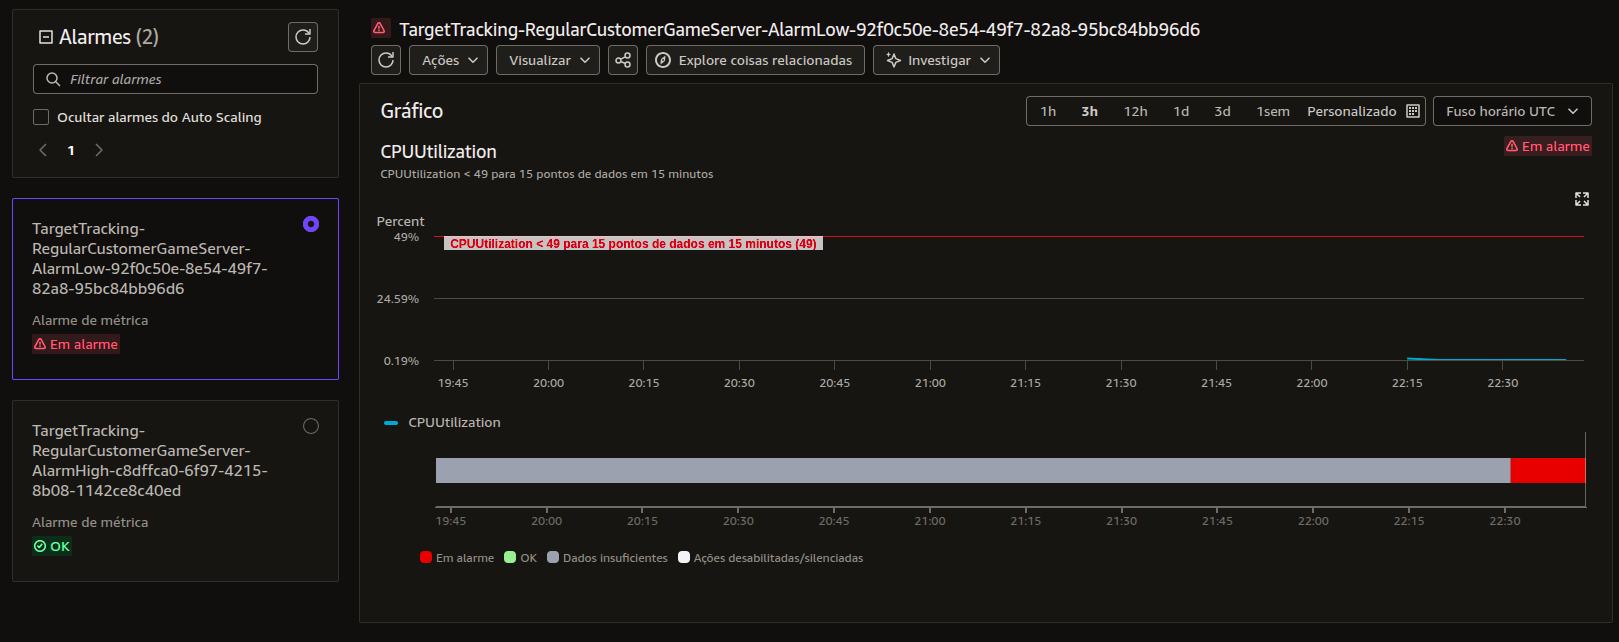 Alarmes (2)
Filtrar alarmes
Ocultar alarmes do Auto Scaling
1
TargetTracking-
RegularCustomerGameServer-
AlarmLow-92f0c50e-8e54-49f7-
82a8-95bc84bb96d6
Alarme de métrica
Em alarme
TargetTracking-
RegularCustomerGameServer-
AlarmHigh-c8dffca0-6f97-4215-
8b08-1142ce8c40ed
Alarme de métrica
OK
TargetTracking-RegularCustomerGameServer-AlarmLow-92f0c50e-8e54-49f7-82a8-95bc84bb96d6
Ações Visualizar Explore coisas relacionadas Investigar
Gráfico
1h 3h 12h 1d 3d 1sem Personalizado Fuso horário UTC
CPUUtilization
Em alarme
CPUUtilization < 49 para 15 pontos de dados em 15 minutos
Percent
49%
CPUUtilization < 49 para 15 pontos de dados em 15 minutos (49)
24.59%
0.19%
19:45 20:00 20:15 20:30 20:45 21:00 21:15 21:30 21:45 22:00 22:15 22:30
CPUUtilization
19:45 20:00 20:15 20:30 20:45 21:00 21:15 21:30 21:45 22:00 22:15 22:30
Em alarme OK Dados insuficientes Ações desabilitadas/silenciadas